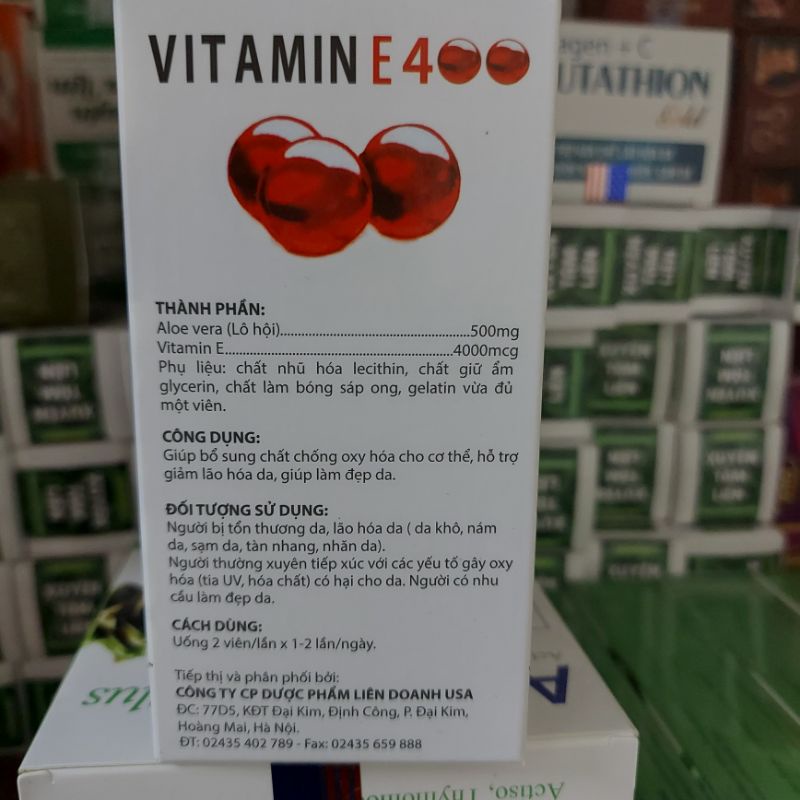 VITAMIN E 400
THÀNH PHẦN:
Aloe vera (Lô hội)......................................................500mg
Vitamin E.................................................................4000mcg
Phụ liệu: chất nhũ hóa lecithin, chất giữ ẩm
glycerin, chất làm bóng sáp ong, gelatin vừa đủ
một viên.
CÔNG DỤNG:
Giúp bổ sung chất chống oxy hóa cho cơ thể, hỗ trợ
giảm lão hóa da, giúp làm đẹp da.
ĐỐI TƯỢNG SỬ DỤNG:
Người bị tổn thương da, lão hóa da ( da khô, nám
da, sạm da, tàn nhang, nhăn da).
Người thường xuyên tiếp xúc với các yếu tố gây oxy
hóa (tia UV, hóa chất) có hại cho da. Người có nhu
cầu làm đẹp da.
CÁCH DÙNG:
Uống 2 viên/lần x 1-2 lần/ngày.
Tiếp thị và phân phối bởi:
CÔNG TY CP DƯỢC PHẨM LIÊN DOANH USA
ĐC: 77D5, KĐT Đại Kim, Định Công, P. Đại Kim,
Hoàng Mai, Hà Nội.
ĐT: 02435 402 789 - Fax: 02435 659 888
agen + C
UTATHION
Gold
lus
Actiso, Thymomo